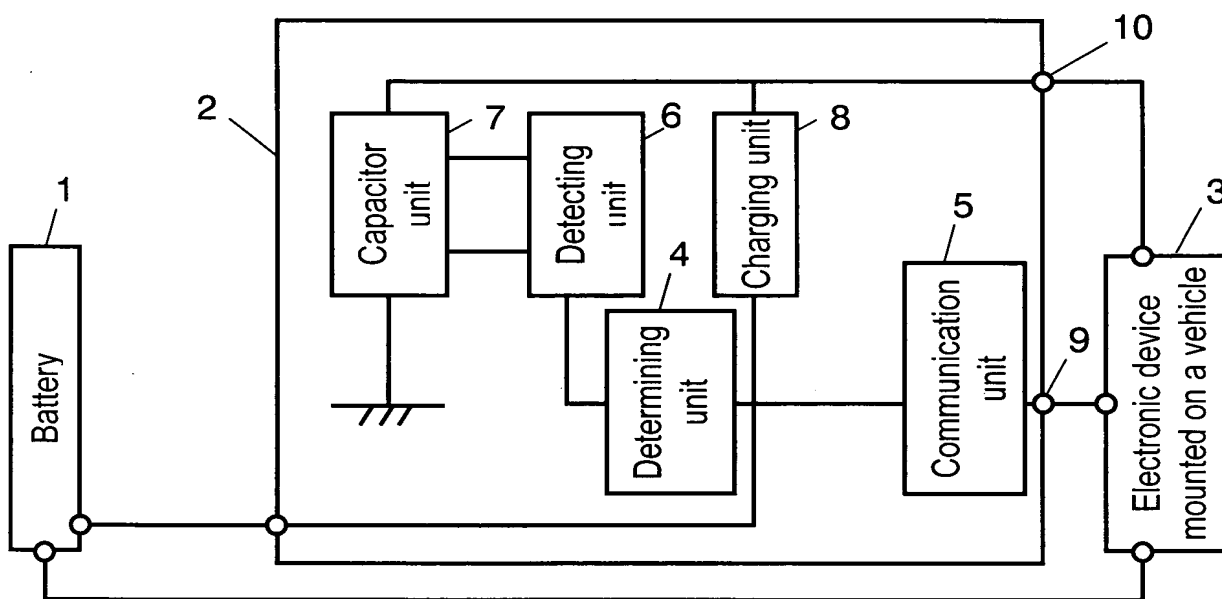 10
2
7
6
8
Capacitor
unit
Detecting
unit
Charging unit
1
5
3
4
Battery
Determining
unit
Communication
unit
9
Electronic device
mounted on a vehicle